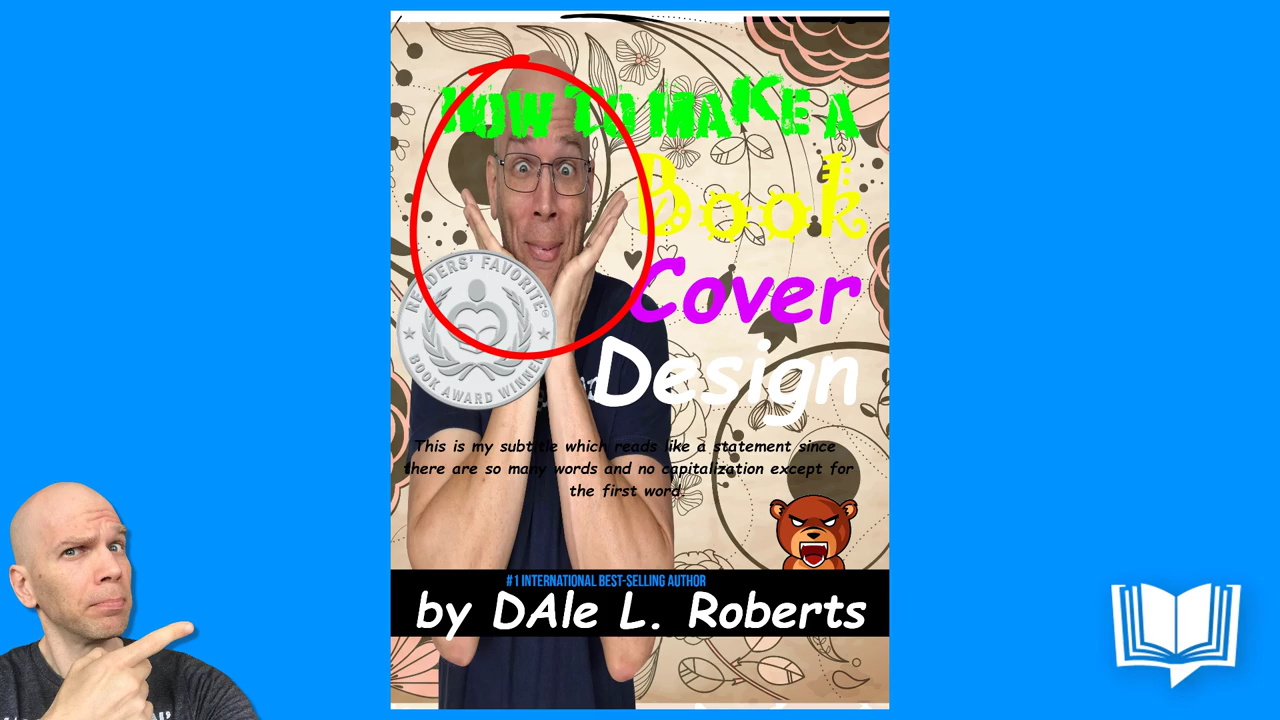 HOW TO MAKE A
Book
Cover
Design
READERS' FAVORITE®
BOOK AWARD WINNER
This is my subtitle which reads like a statement since
there are so many words and no capitalization except for
the first word.
#1 INTERNATIONAL BEST-SELLING AUTHOR
by DAle L. Roberts